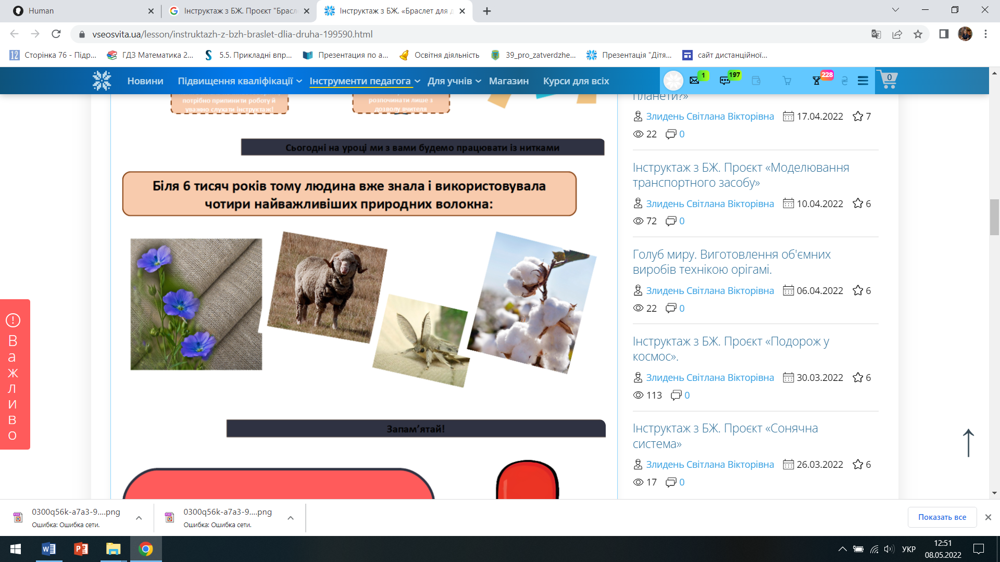 Human
Інструктаж з БЖ. Проєкт "Брасл
Інструктаж з БЖ. «Браслет для д
vseosvita.ua/lesson/instruktazh-z-bzh-braslet-dlia-druha-199590.html
Сторінка 76 - Підр...
ГДЗ Математика 2...
5.5. Прикладні впр...
Презентация по а...
Освітня діяльність
39_pro_zatverdzhe...
Презентація "Дітя...
сайт дистанційної...
Новини
Підвищення кваліфікації
Інструменти педагога
Для учнів
Магазин
Курси для всіх
1
197
228
0
потрібно припинити роботу й
уважно слухати інструктаж!
розпочинати лише з
дозволу вчителя
Сьогодні на уроці ми з вами будемо працювати із нитками
Біля 6 тисяч років тому людина вже знала і використовувала
чотири найважливіших природних волокна:
Запам’ятай!
Важливо
планети?»
Злидень Світлана Вікторівна 17.04.2022 7
22 0
Інструктаж з БЖ. Проєкт «Моделювання
транспортного засобу»
Злидень Світлана Вікторівна 10.04.2022 6
72 0
Голуб миру. Виготовлення об'ємних
виробів технікою орігамі.
Злидень Світлана Вікторівна 06.04.2022 6
22 0
Інструктаж з БЖ. Проєкт «Подорож у
космос».
Злидень Світлана Вікторівна 30.03.2022 6
113 0
Інструктаж з БЖ. Проєкт «Сонячна
система»
Злидень Світлана Вікторівна 26.03.2022 6
17 0
0300q56k-a7a3-9....png
Ошибка: Ошибка сети.
0300q56k-a7a3-9....png
Ошибка: Ошибка сети.
Показать все
УКР
12:51
08.05.2022